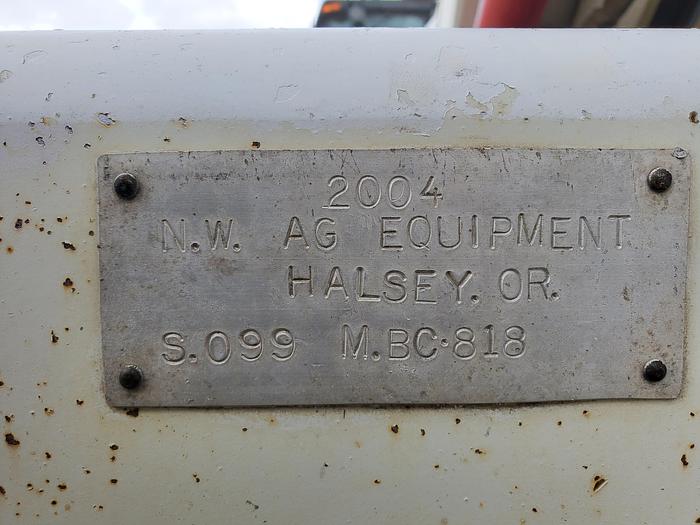 2004
N.W. AG EQUIPMENT
HALSEY. OR.
S.099 M.BC·818